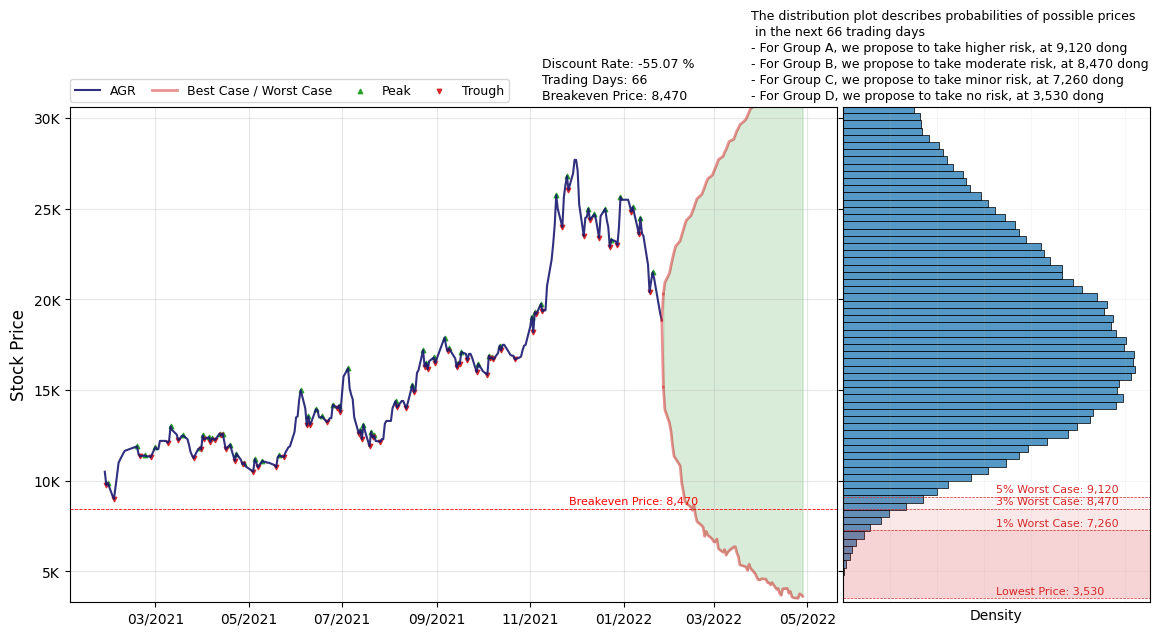 The distribution plot describes probabilities of possible prices
in the next 66 trading days
- For Group A, we propose to take higher risk, at 9,120 dong
- For Group B, we propose to take moderate risk, at 8,470 dong
- For Group C, we propose to take minor risk, at 7,260 dong
- For Group D, we propose to take no risk, at 3,530 dong
Discount Rate: -55.07 %
Trading Days: 66
Breakeven Price: 8,470
AGR
Best Case / Worst Case
Peak
Trough
Stock Price
30K
25K
20K
15K
10K
5K
Breakeven Price: 8,470
03/2021
05/2021
07/2021
09/2021
11/2021
01/2022
03/2022
05/2022
5% Worst Case: 9,120
3% Worst Case: 8,470
1% Worst Case: 7,260
Lowest Price: 3,530
Density